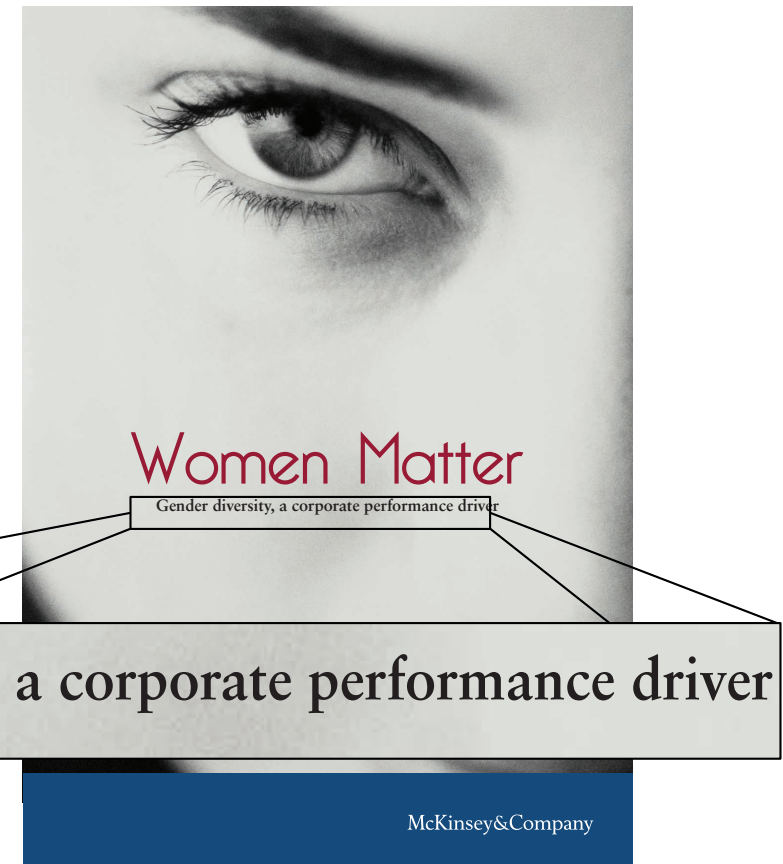 Women Matter
Gender diversity, a corporate performance driver
a corporate performance driver
McKinsey&Company